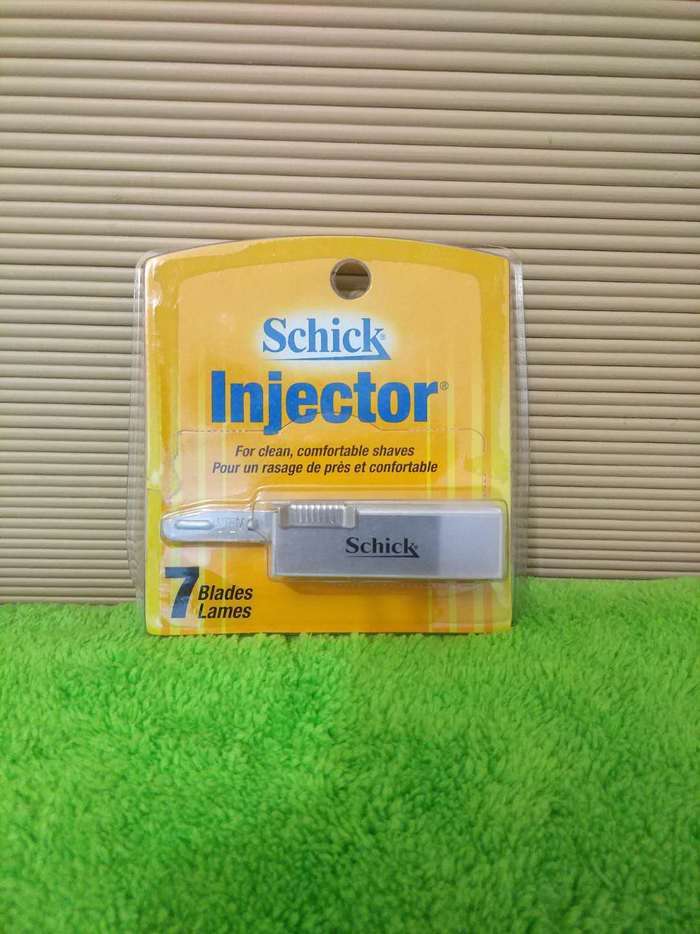 Schick®
Injector®
For clean, comfortable shaves
Pour un rasage de près et confortable
Schick
7 Blades
Lames